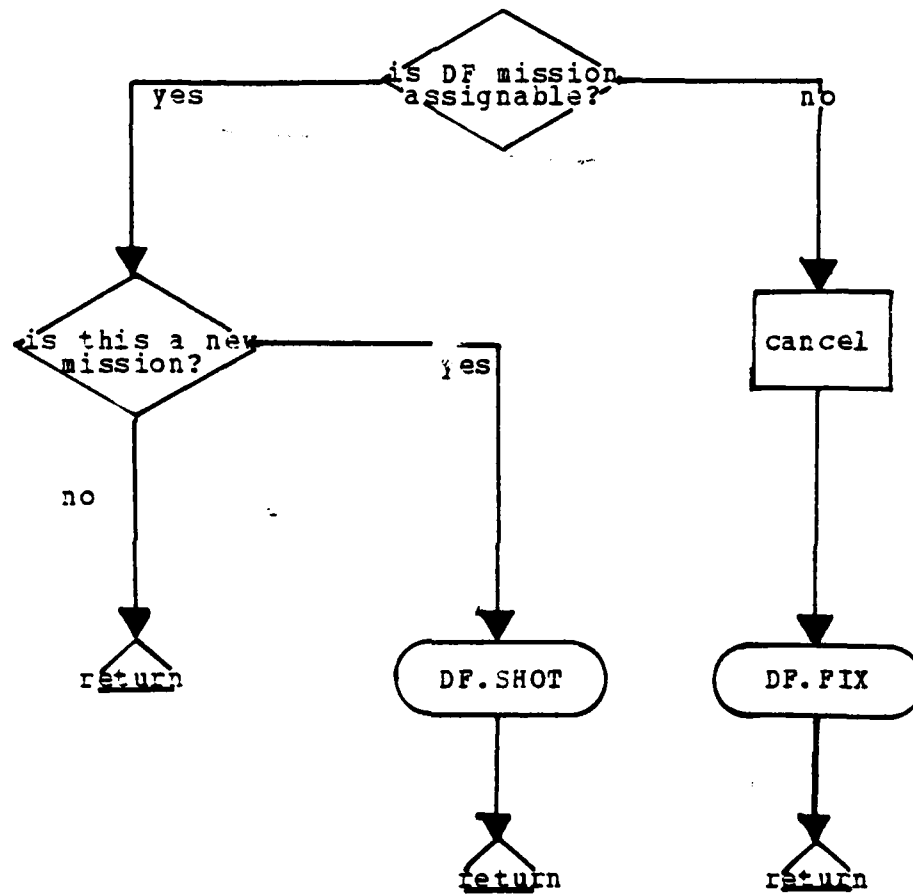 is DF mission
assignable?
yes
no
is this a new
mission?
yes
cancel
no
return
DF.SHOT
DF.FIX
return
return